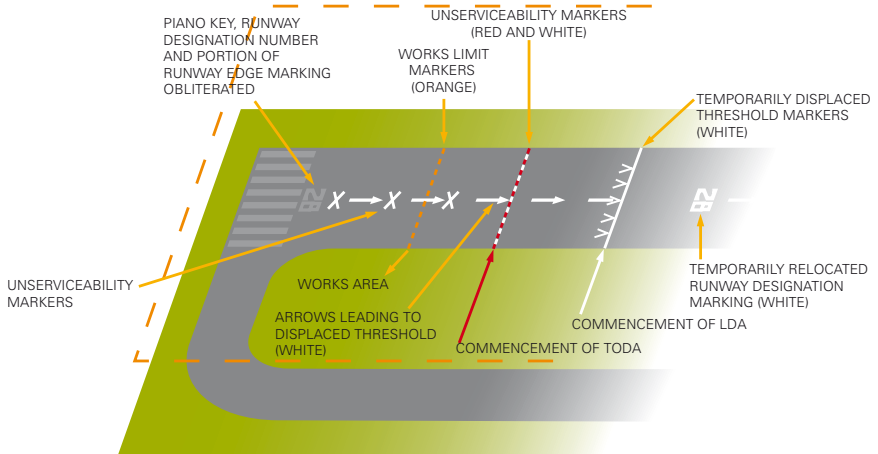 UNSERVICEABILITY MARKERS
(RED AND WHITE)
PIANO KEY, RUNWAY
DESIGNATION NUMBER
AND PORTION OF
RUNWAY EDGE MARKING
OBLITERATED
WORKS LIMIT
MARKERS
(ORANGE)
TEMPORARILY DISPLACED
THRESHOLD MARKERS
(WHITE)
28
X
X
X
28
UNSERVICEABILITY
MARKERS
WORKS AREA
ARROWS LEADING TO
DISPLACED THRESHOLD
(WHITE)
COMMENCEMENT OF TODA
COMMENCEMENT OF LDA
TEMPORARILY RELOCATED
RUNWAY DESIGNATION
MARKING (WHITE)